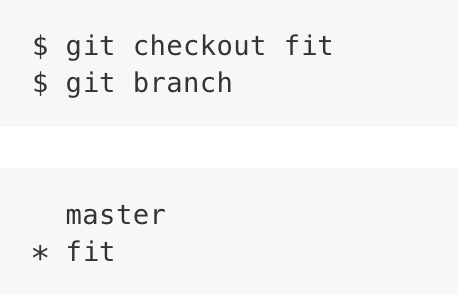 $ git checkout fit
$ git branch
master
* fit